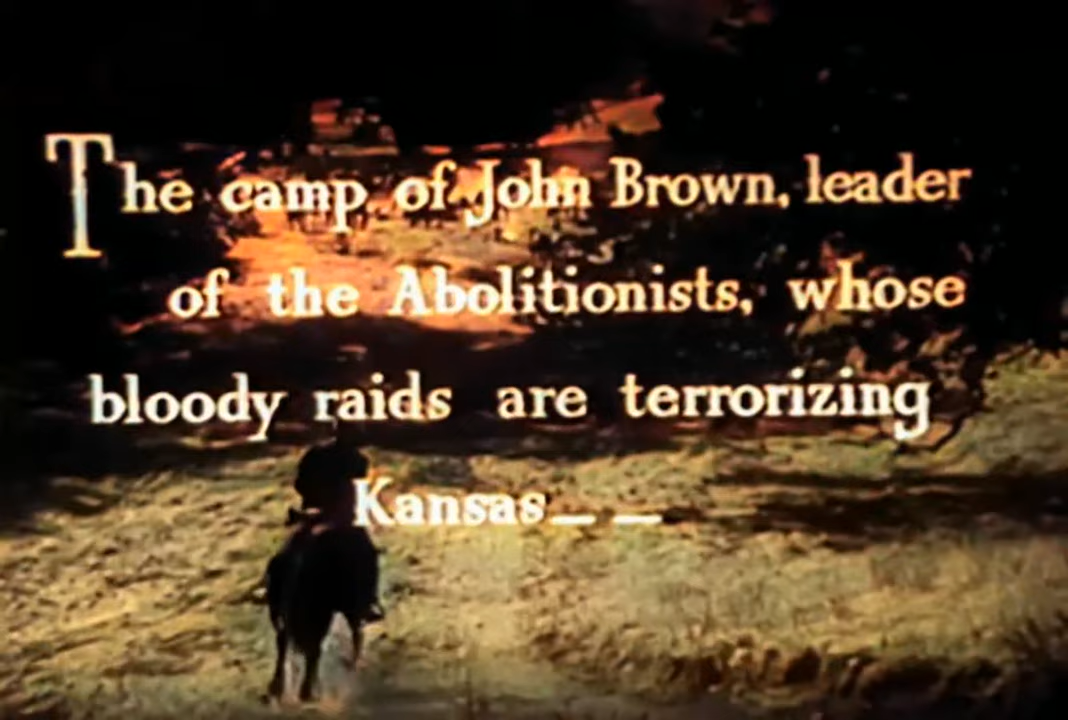 The camp of John Brown, leader
of the Abolitionists, whose
bloody raids are terrorizing
Kansas__ __